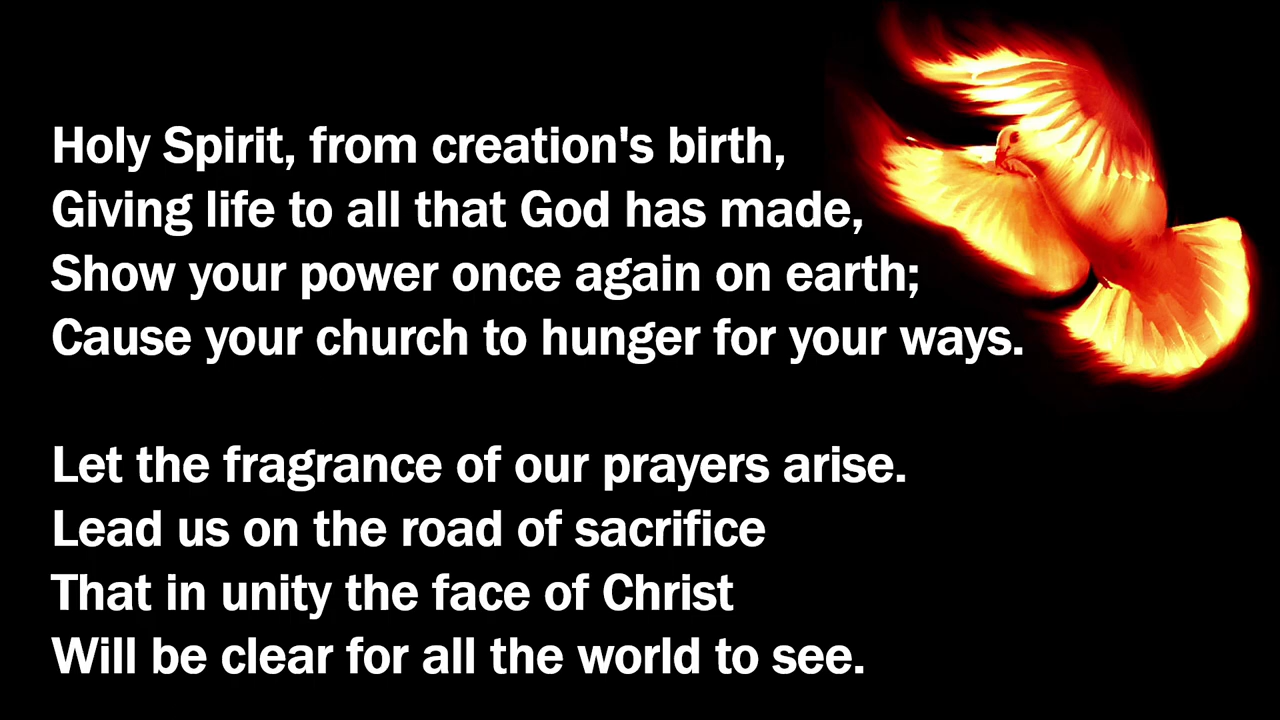 Holy Spirit, from creation's birth,
Giving life to all that God has made,
Show your power once again on earth;
Cause your church to hunger for your ways.
Let the fragrance of our prayers arise.
Lead us on the road of sacrifice
That in unity the face of Christ
Will be clear for all the world to see.